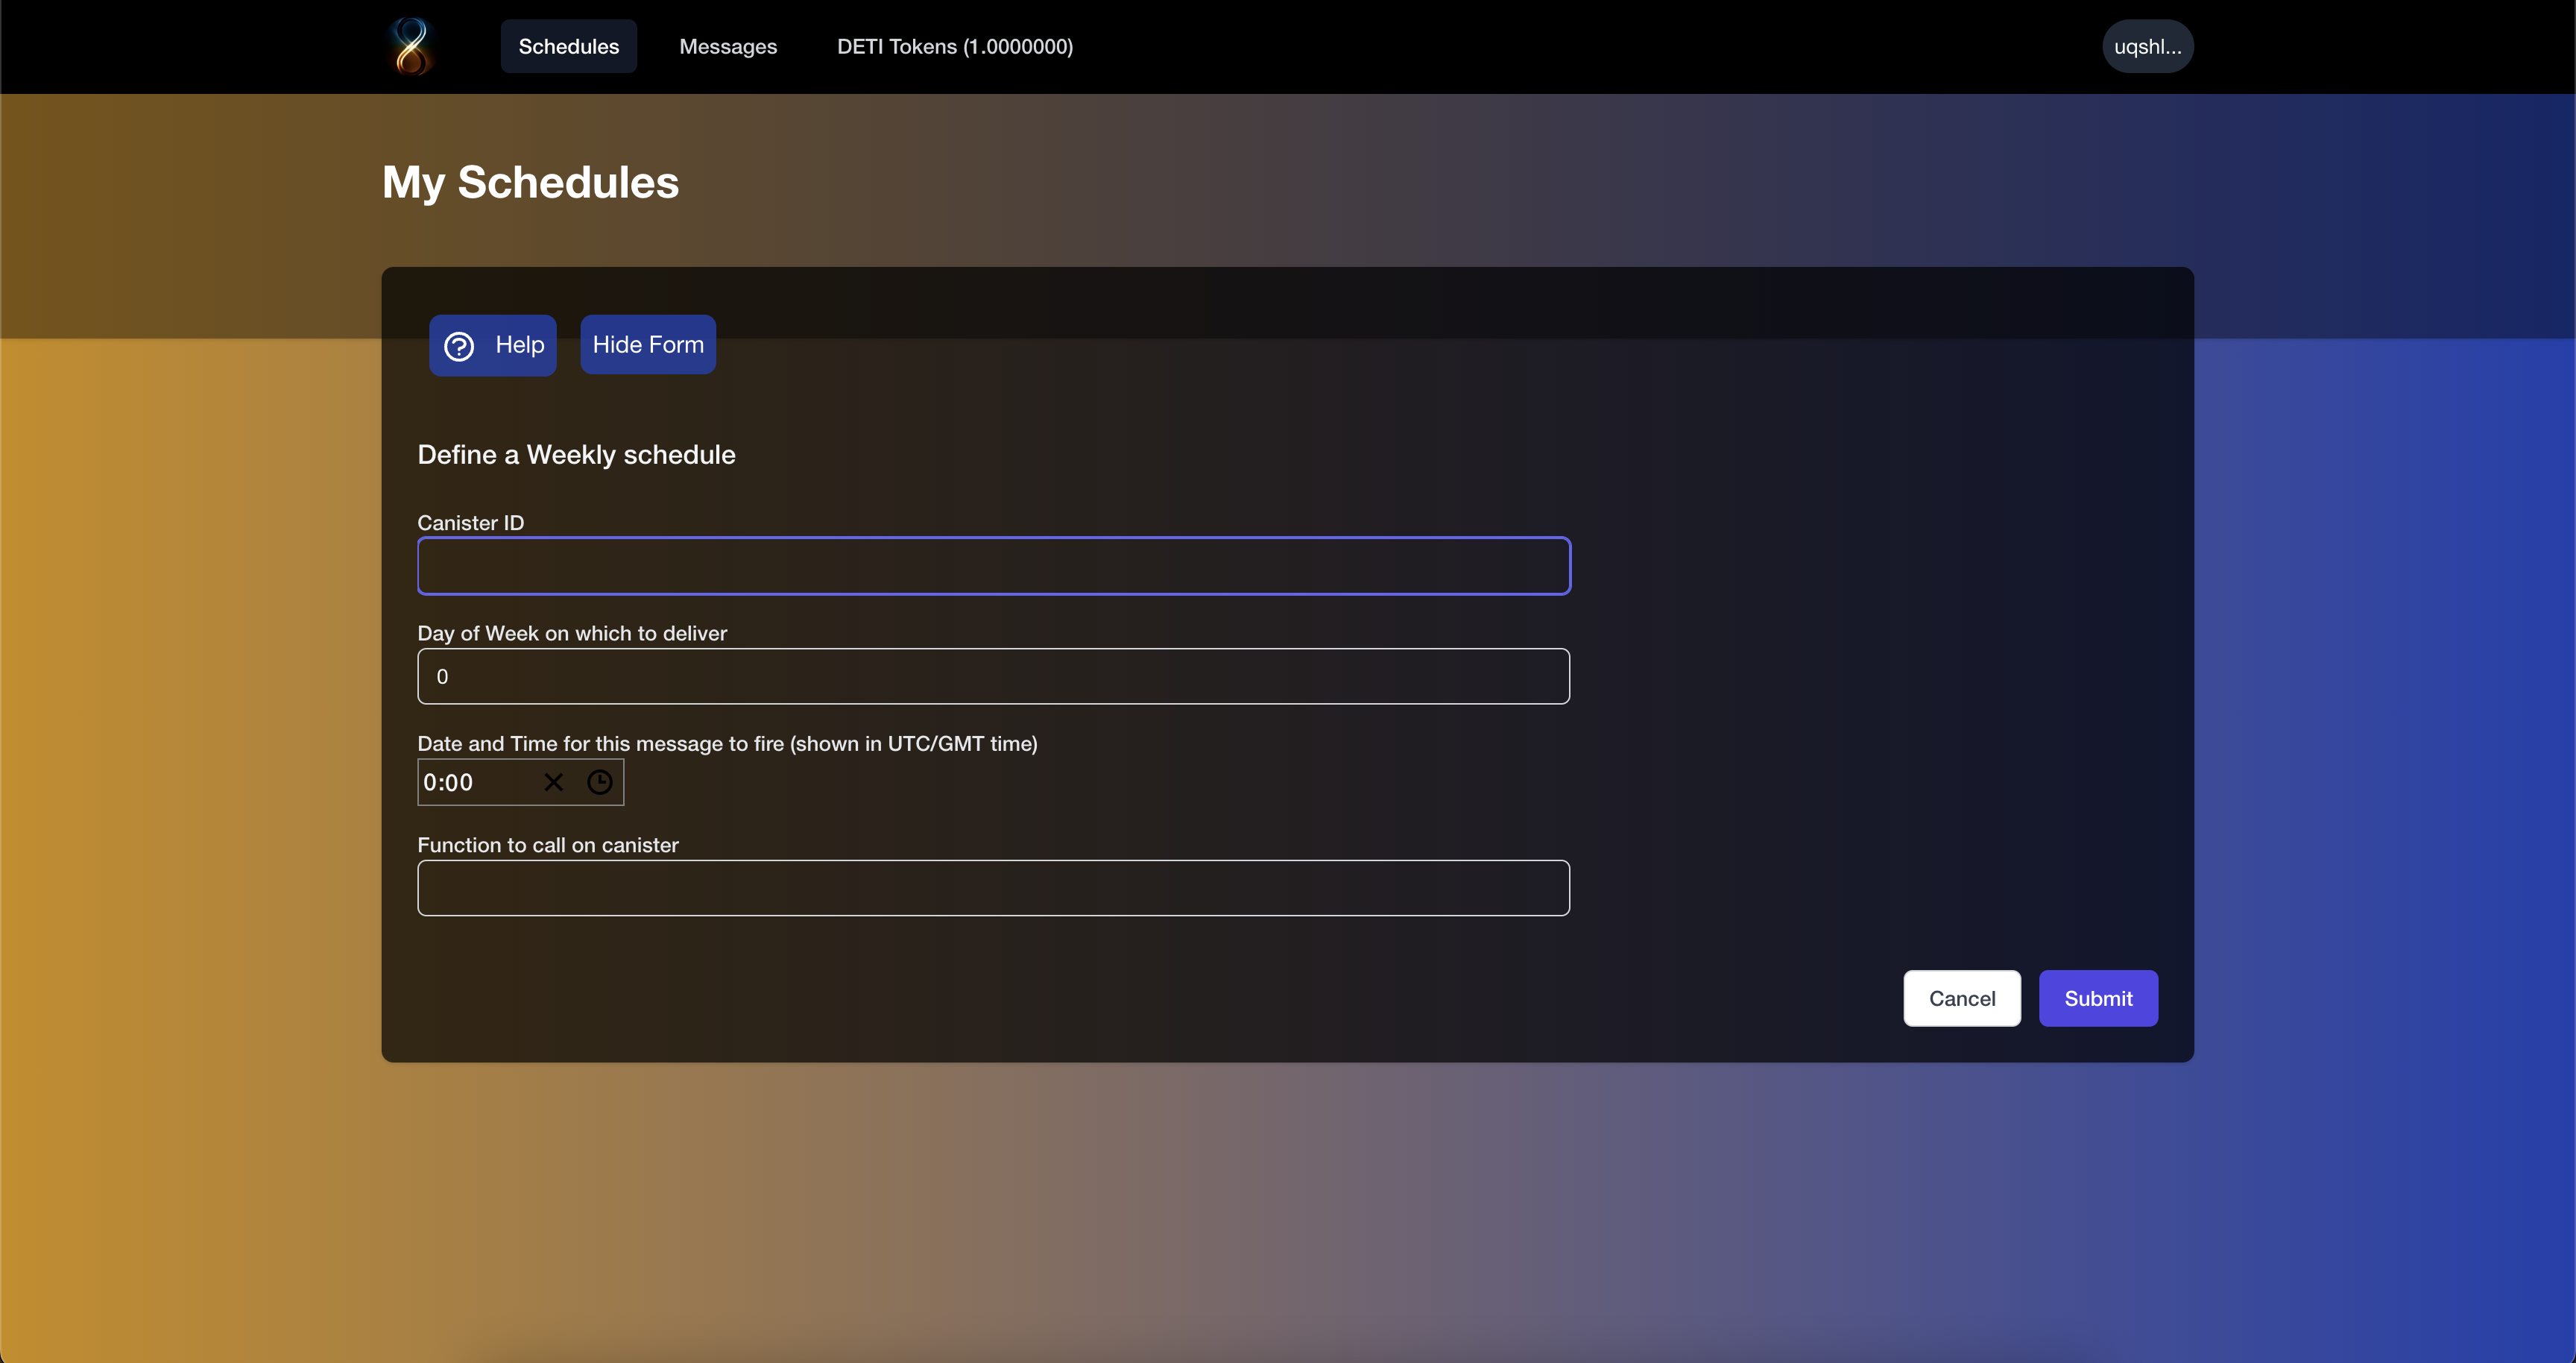 Schedules
Messages
DETI Tokens (1.0000000)
uqshl...
My Schedules
Help
Hide Form
Define a Weekly schedule
Canister ID
Day of Week on which to deliver
0
Date and Time for this message to fire (shown in UTC/GMT time)
0:00
Function to call on canister
Cancel
Submit